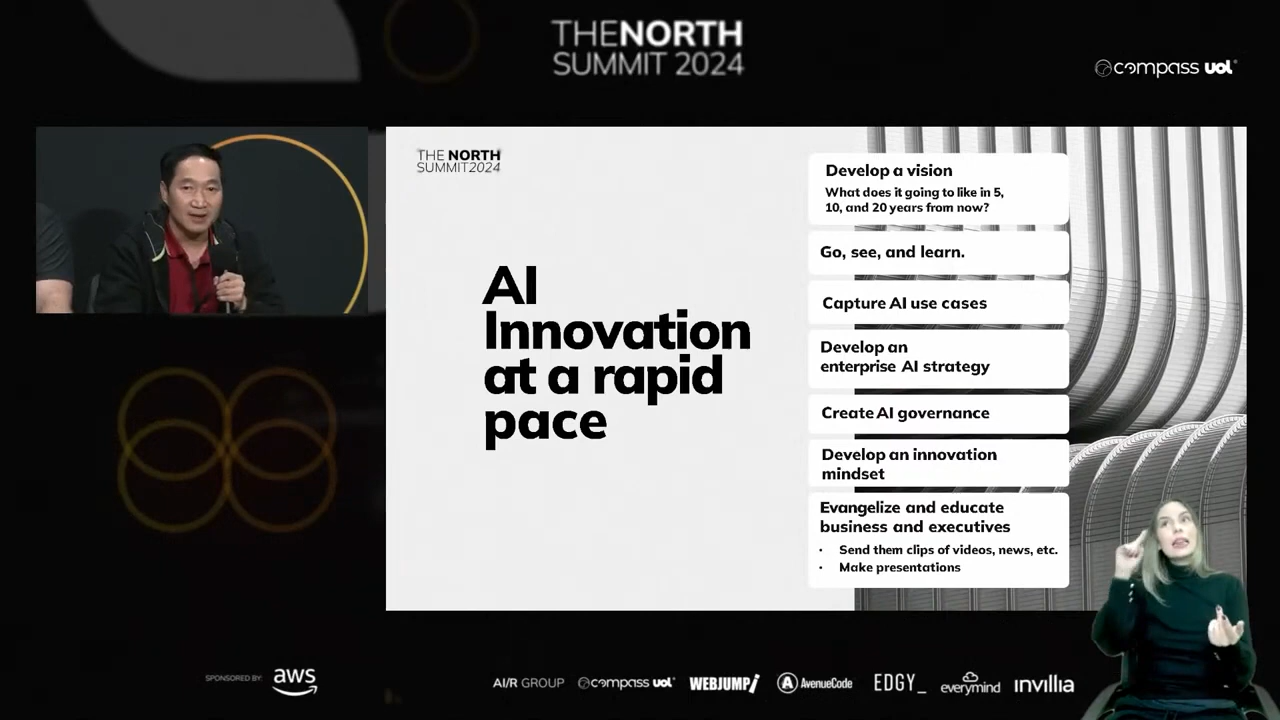 THENORTH
SUMMIT 2024
compass uol
THE NORTH
SUMMIT2024
AI
Innovation
at a rapid
pace
Develop a vision
What does it going to like in 5,
10, and 20 years from now?
Go, see, and learn.
Capture AI use cases
Develop an
enterprise AI strategy
Create AI governance
Develop an innovation
mindset
Evangelize and educate
business and executives
• Send them clips of videos, news, etc.
• Make presentations
SPONSORED BY: aws
AI/R GROUP compass uol WEBJUMP AvenueCode EDGY_ everymind invillia